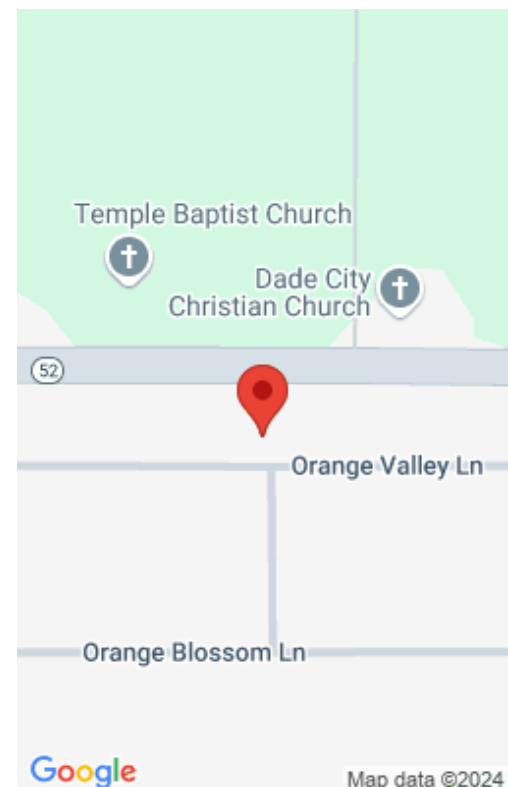 Temple Baptist Church
Dade City
Christian Church
52
Orange Valley Ln
Orange Blossom Ln
Google
Map data ©2024